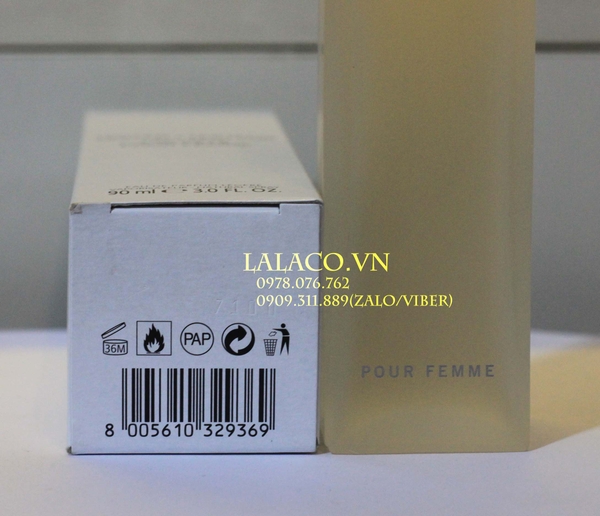 90 ml ℮ • 3.0 FL. OZ.
LALACO.VN
0978.076.762
0909.311.889(ZALO/VIBER)
36M
PAP
POUR FEMME
8 005610 329369